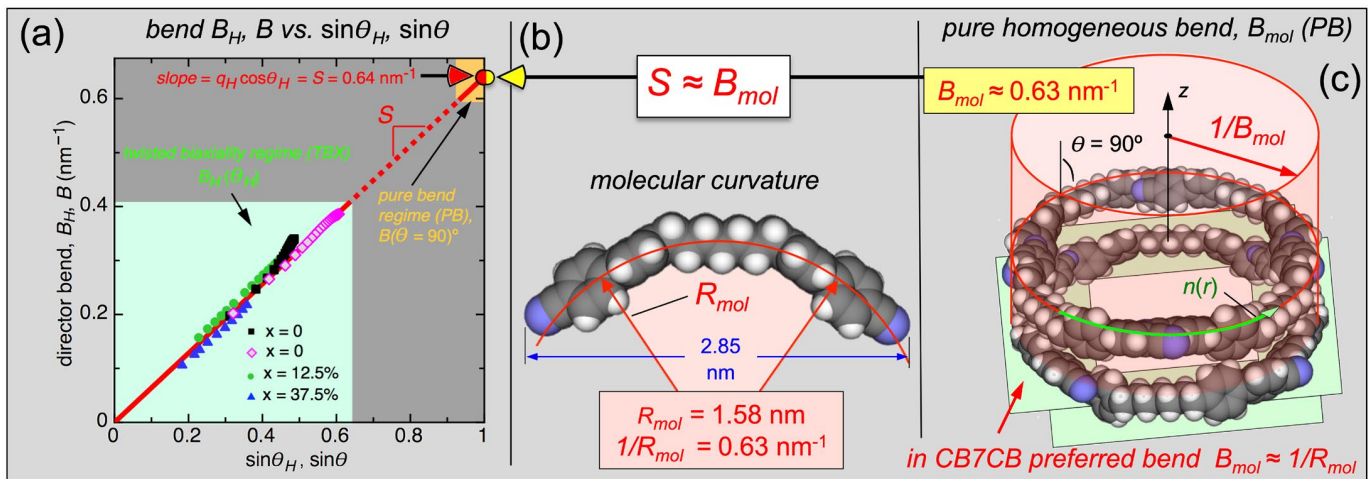 (a)
bend B_H, B vs. sinθ_H, sinθ
slope = q_H cosθ_H = S = 0.64 nm⁻¹
S
twisted biaxiality regime (TBX)
B_H(θ_H)
pure bend
regime (PB),
B(θ = 90)º
director bend, B_H, B (nm⁻¹)
0.6
0.4
0.2
0
x = 0
x = 0
x = 12.5%
x = 37.5%
0
0.2
0.4
0.6
0.8
1
sinθ_H, sinθ
(b)
S ≈ B_mol
molecular curvature
R_mol
2.85
nm
R_mol = 1.58 nm
1/R_mol = 0.63 nm⁻¹
pure homogeneous bend, B_mol (PB)
(c)
B_mol ≈ 0.63 nm⁻¹
z
1/B_mol
θ = 90º
n(r)
in CB7CB preferred bend B_mol ≈ 1/R_mol